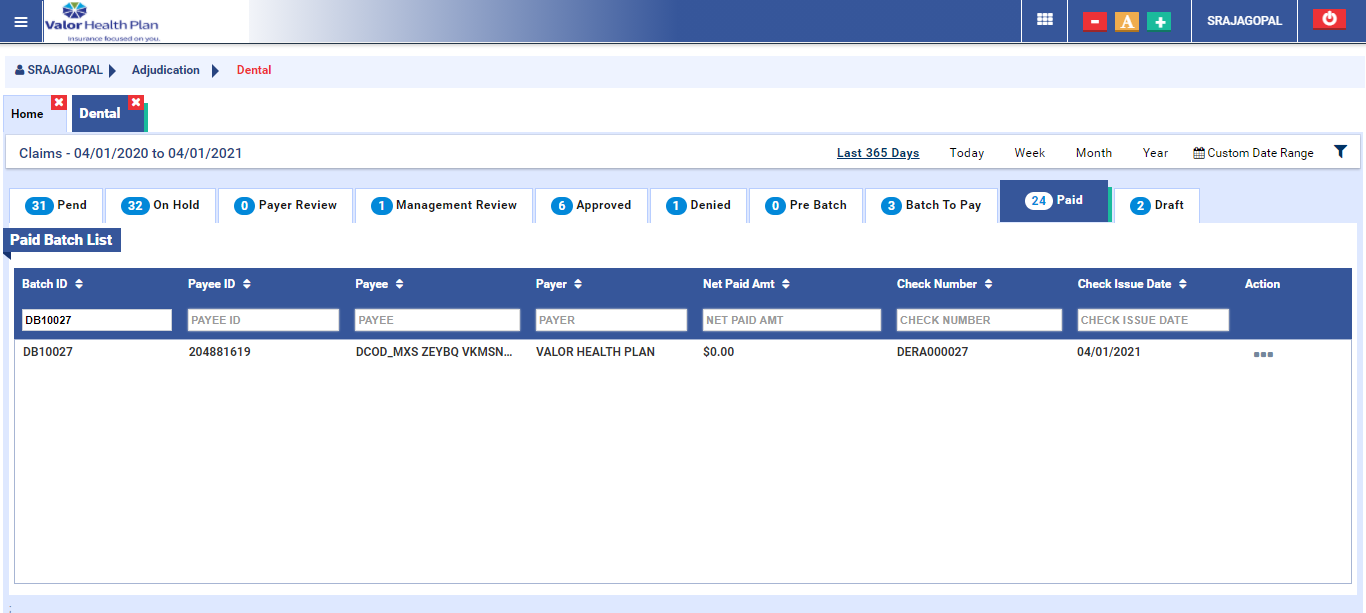 Valor Health Plan
Insurance focused on you.
A
SRAJAGOPAL
SRAJAGOPAL Adjudication Dental
Home Dental
Claims - 04/01/2020 to 04/01/2021 Last 365 Days Today Week Month Year Custom Date Range
31 Pend 32 On Hold 0 Payer Review 1 Management Review 6 Approved 1 Denied 0 Pre Batch 3 Batch To Pay 24 Paid 2 Draft
Paid Batch List
Batch ID Payee ID Payee Payer Net Paid Amt Check Number Check Issue Date Action
DB10027 PAYEE ID PAYEE PAYER NET PAID AMT CHECK NUMBER CHECK ISSUE DATE
DB10027 204881619 DCOD_MXS ZEYBQ VKMSN... VALOR HEALTH PLAN $0.00 DERA000027 04/01/2021